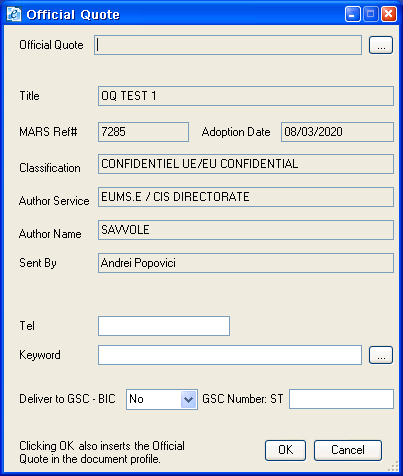 Official Quote
Official Quote ...
Title OQ TEST 1
MARS Ref# 7285 Adoption Date 08/03/2020
Classification CONFIDENTIEL UE/EU CONFIDENTIAL
Author Service EUMS.E / CIS DIRECTORATE
Author Name SAVVOLE
Sent By Andrei Popovici
Tel
Keyword ...
Deliver to GSC - BIC No GSC Number: ST
Clicking OK also inserts the Official
Quote in the document profile.
OK Cancel